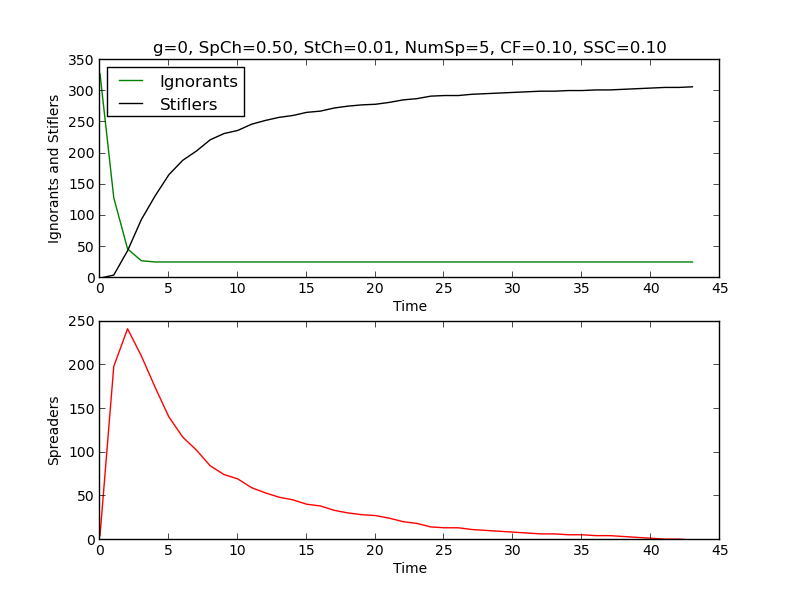 g=0, SpCh=0.50, StCh=0.01, NumSp=5, CF=0.10, SSC=0.10
350
300
250
200
150
100
50
0
Ignorants and Stiflers
Ignorants
Stiflers
0 5 10 15 20 25 30 35 40 45
Time
250
200
150
100
50
0
Spreaders
0 5 10 15 20 25 30 35 40 45
Time